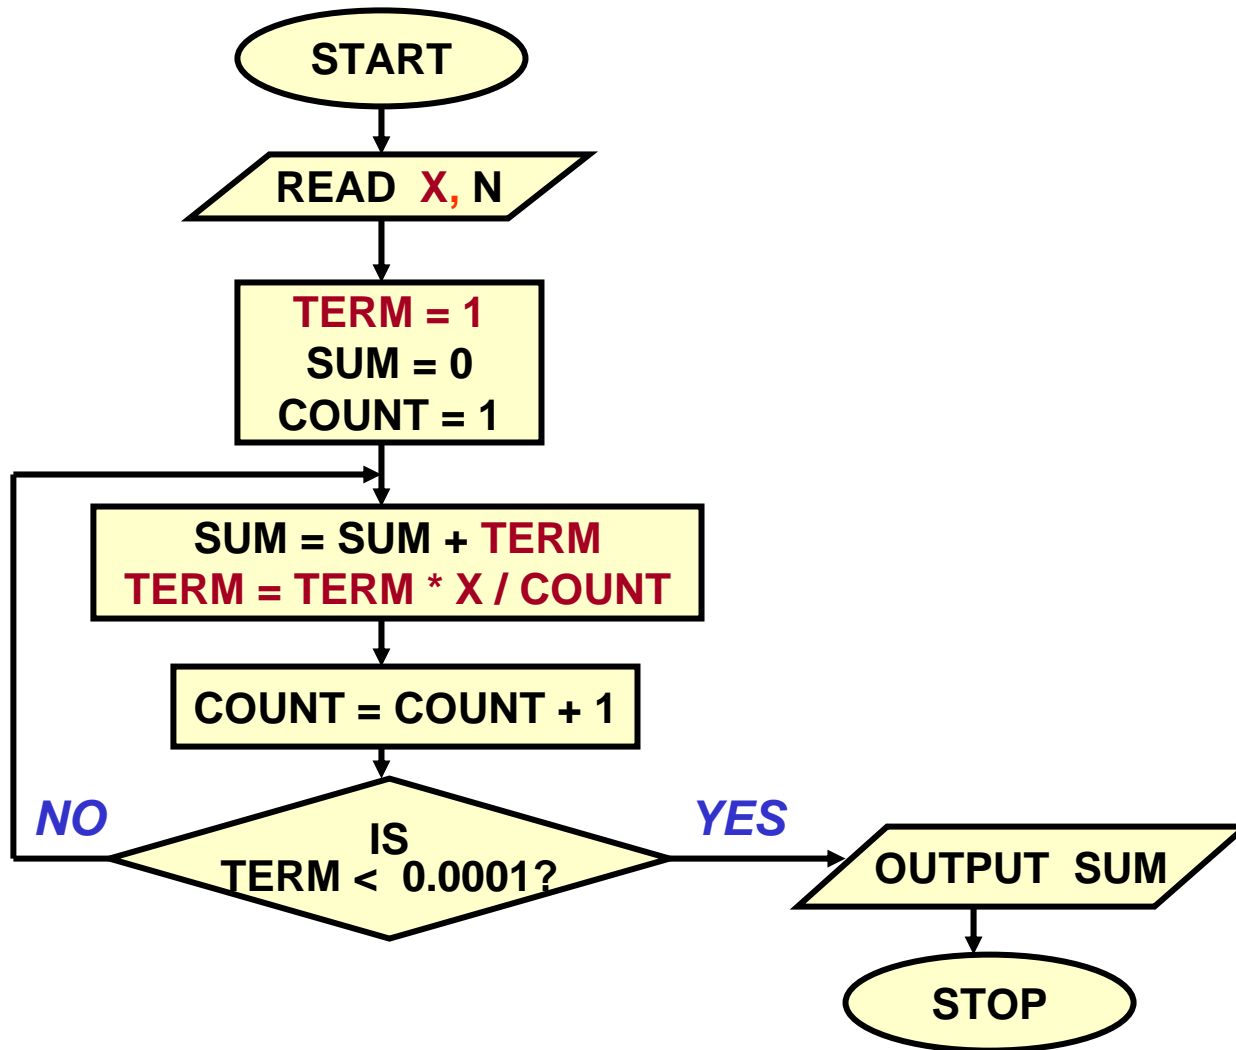 START
READ X, N
TERM = 1
SUM = 0
COUNT = 1
SUM = SUM + TERM
TERM = TERM * X / COUNT
COUNT = COUNT + 1
NO
IS
TERM < 0.0001?
YES
OUTPUT SUM
STOP